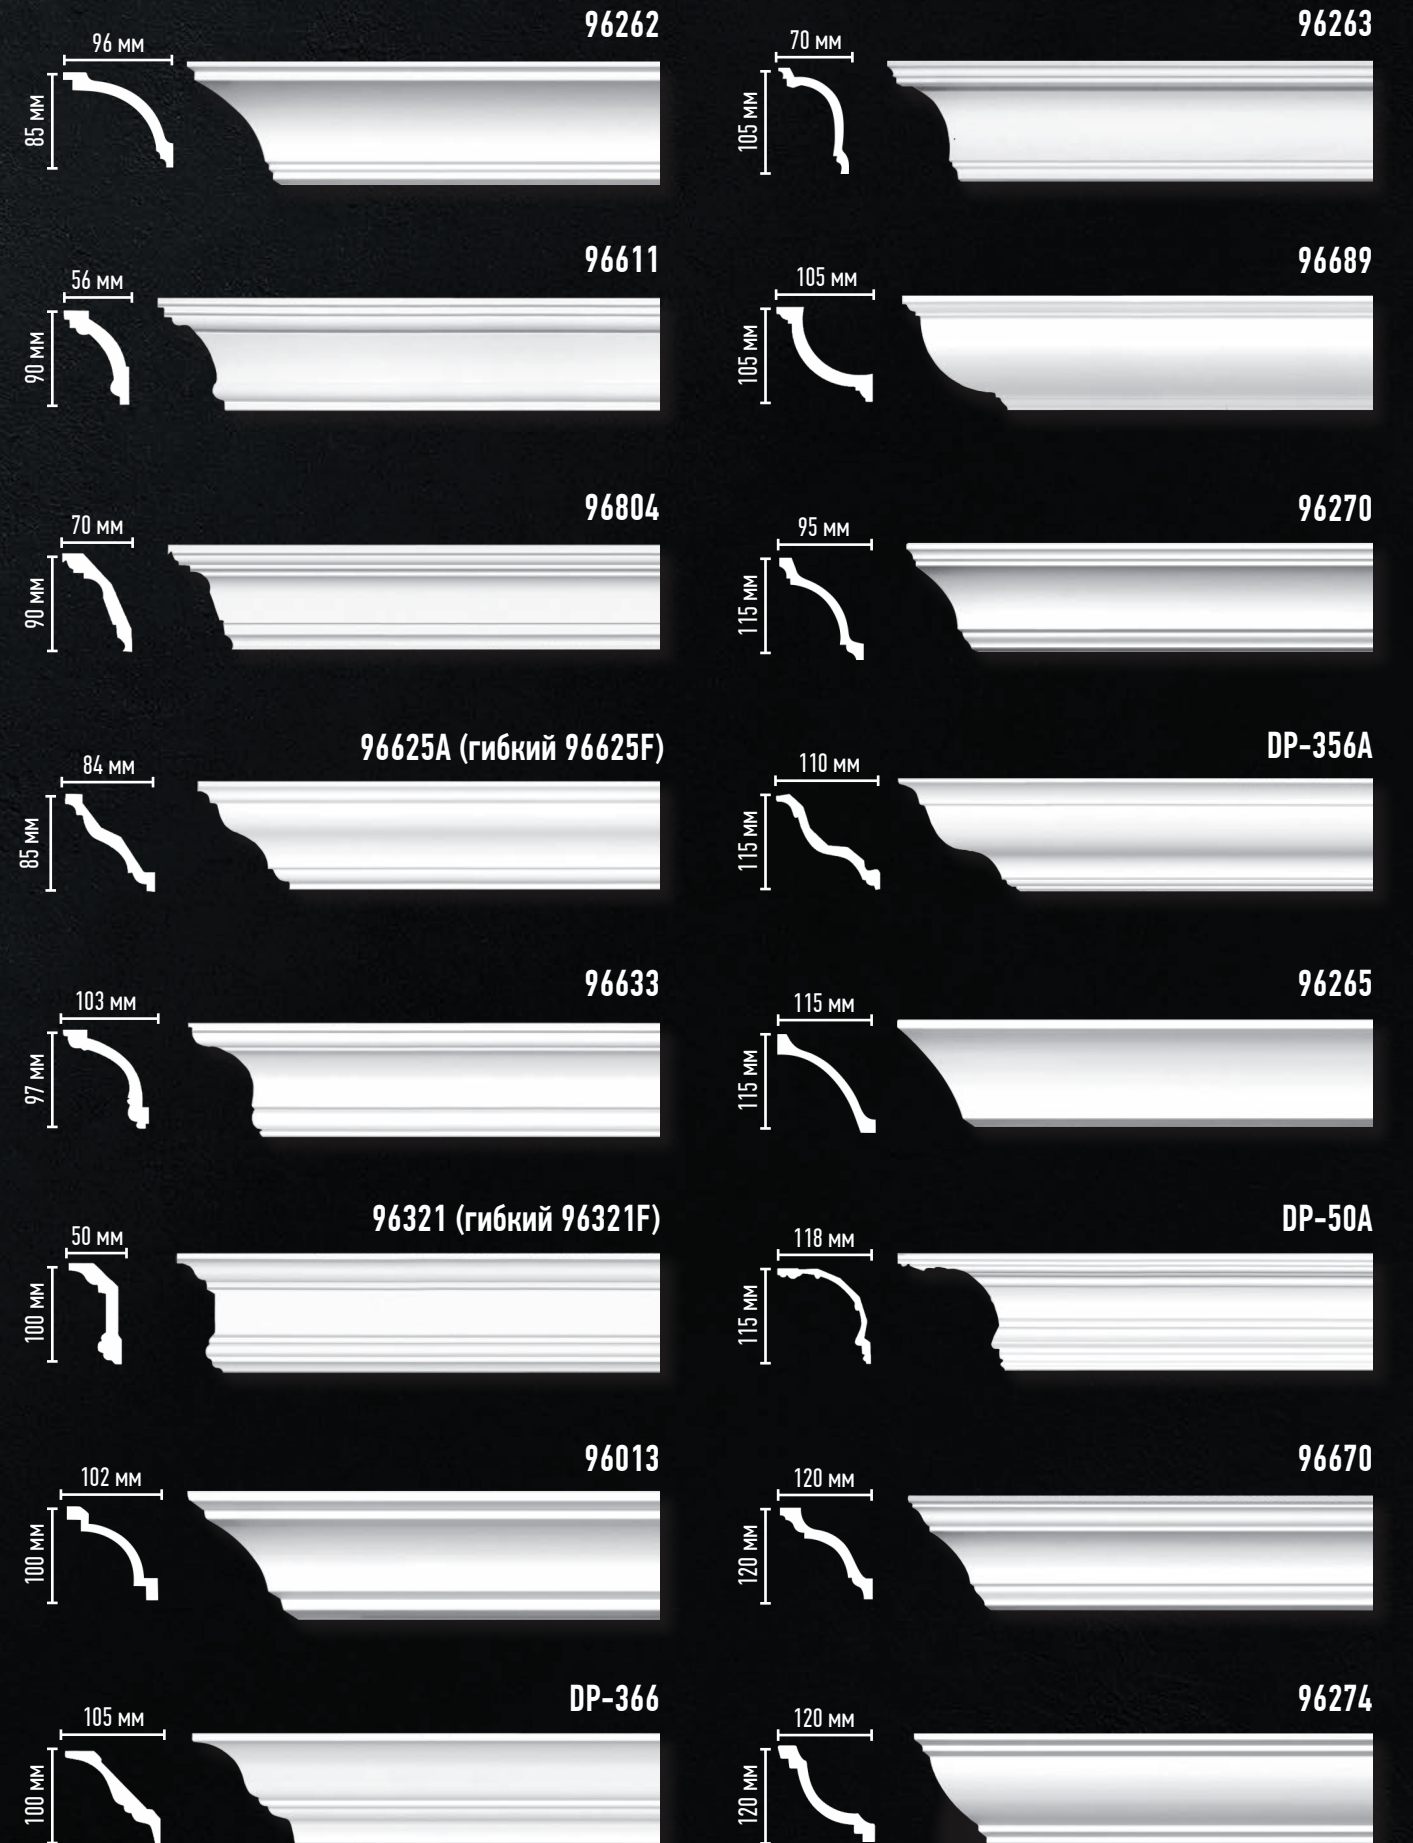 96262
96 мм
85 мм
96263
70 мм
105 мм
96611
56 мм
90 мм
96689
105 мм
105 мм
96804
70 мм
90 мм
96270
95 мм
115 мм
96625A (гибкий 96625F)
84 мм
85 мм
DP-356A
110 мм
115 мм
96633
103 мм
97 мм
96265
115 мм
115 мм
96321 (гибкий 96321F)
50 мм
100 мм
DP-50A
118 мм
115 мм
96013
102 мм
100 мм
96670
120 мм
120 мм
DP-366
105 мм
100 мм
96274
120 мм
120 мм